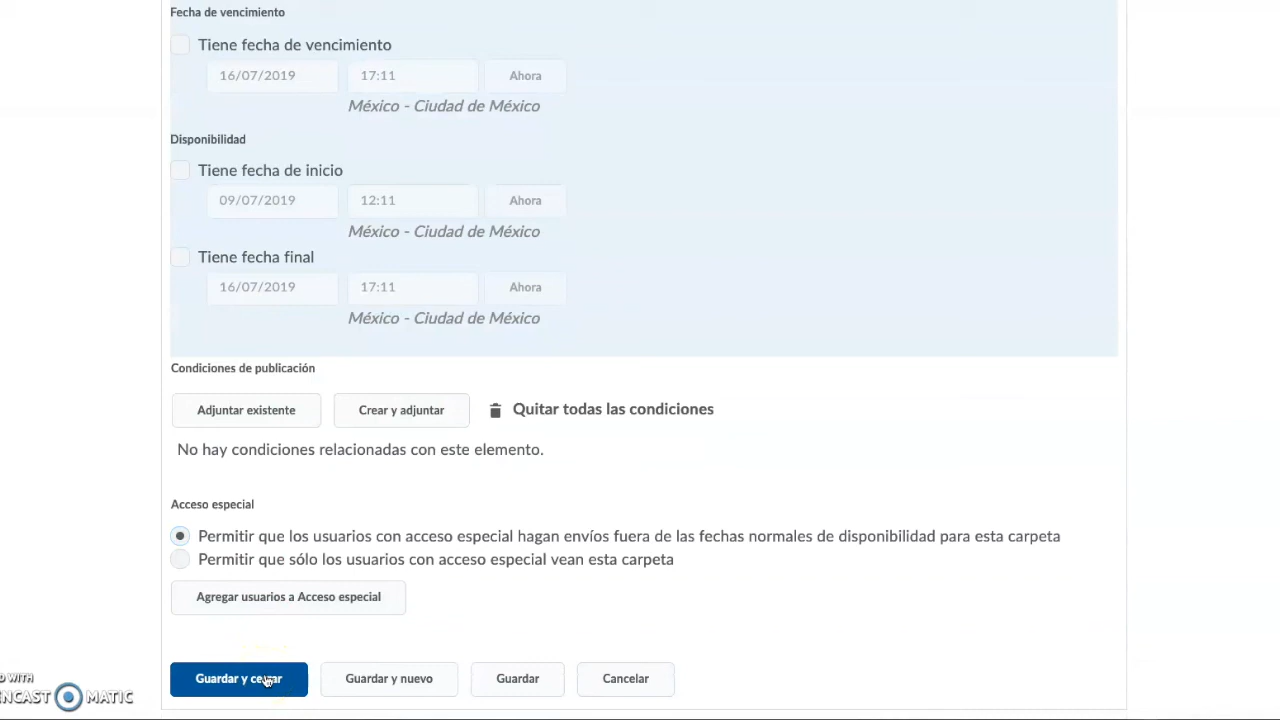 Fecha de vencimiento
Tiene fecha de vencimiento
16/07/2019 17:11 Ahora
México - Ciudad de México
Disponibilidad
Tiene fecha de inicio
09/07/2019 12:11 Ahora
México - Ciudad de México
Tiene fecha final
16/07/2019 17:11 Ahora
México - Ciudad de México
Condiciones de publicación
Adjuntar existente Crear y adjuntar Quitar todas las condiciones
No hay condiciones relacionadas con este elemento.
Acceso especial
Permitir que los usuarios con acceso especial hagan envíos fuera de las fechas normales de disponibilidad para esta carpeta
Permitir que sólo los usuarios con acceso especial vean esta carpeta
Agregar usuarios a Acceso especial
Guardar y cerrar Guardar y nuevo Guardar Cancelar
WITH
NCAST MATIC